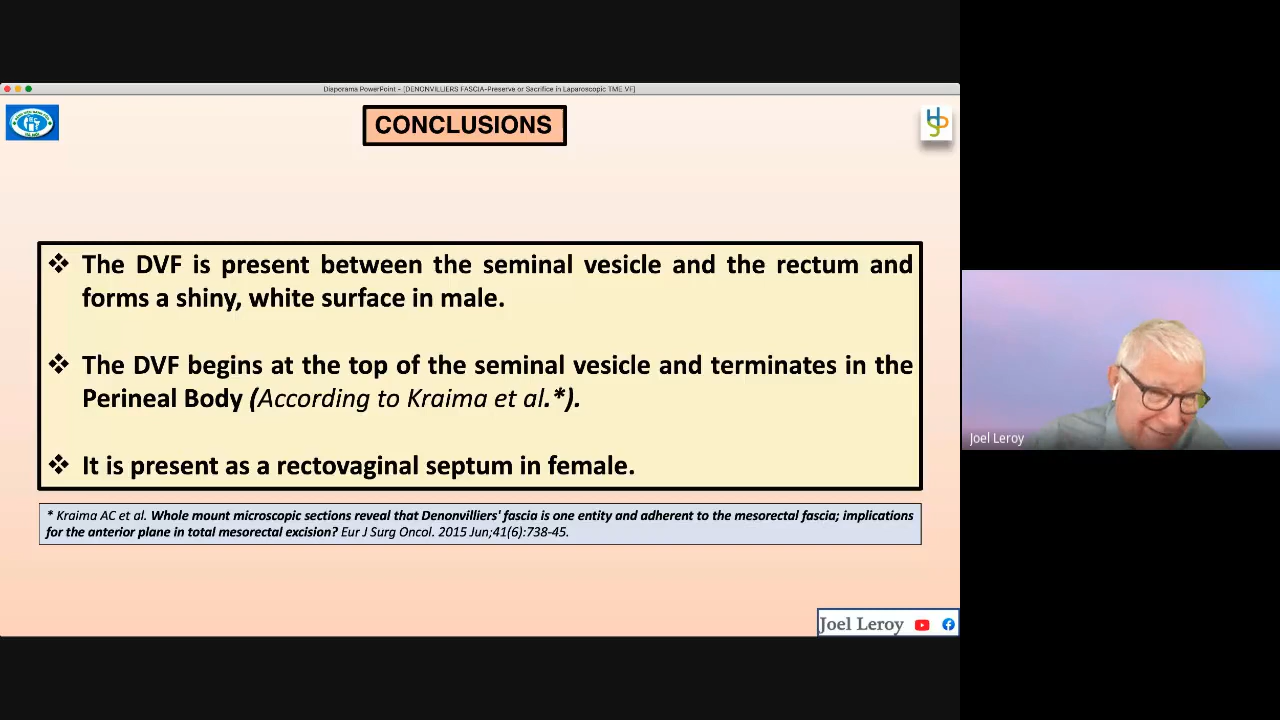 Diaporama PowerPoint - [DENONVILLIERS FASCIA-Preserve or Sacrifice in Laparoscopic TME VF]
CONCLUSIONS
❖ The DVF is present between the seminal vesicle and the rectum and
forms a shiny, white surface in male.
❖ The DVF begins at the top of the seminal vesicle and terminates in the
Perineal Body (According to Kraima et al.*).
❖ It is present as a rectovaginal septum in female.
* Kraima AC et al. Whole mount microscopic sections reveal that Denonvilliers' fascia is one entity and adherent to the mesorectal fascia; implications
for the anterior plane in total mesorectal excision? Eur J Surg Oncol. 2015 Jun;41(6):738-45.
Joel Leroy
Joel Leroy